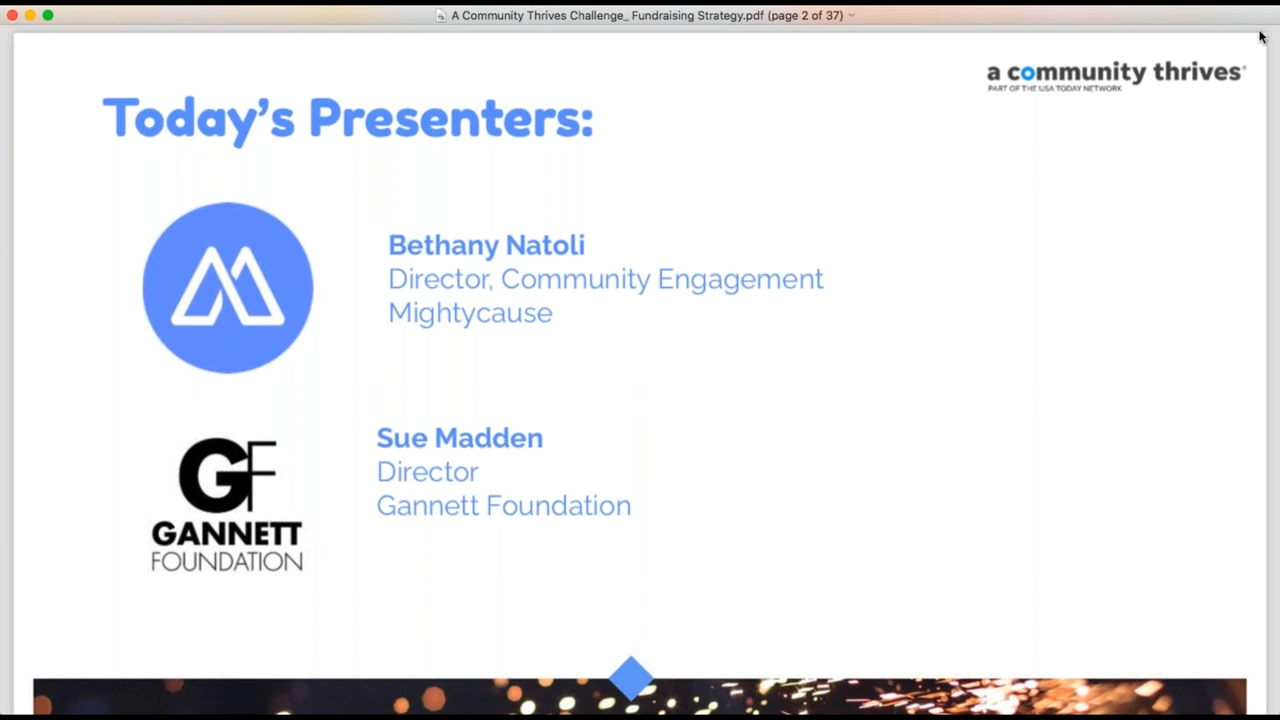 A Community Thrives Challenge_ Fundraising Strategy.pdf (page 2 of 37)
a community thrives
PART OF THE USA TODAY NETWORK
Today's Presenters:
Bethany Natoli
Director, Community Engagement
Mightycause
Sue Madden
Director
Gannett Foundation
GF
GANNETT
FOUNDATION